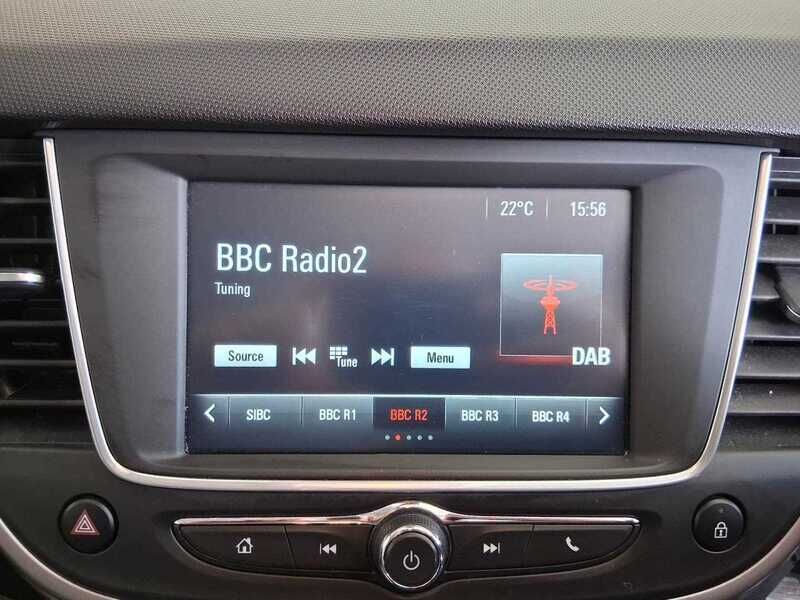 22°C 15:56
BBC Radio2
Tuning
Source Tune Menu
DAB
SIBC BBC R1 BBC R2 BBC R3 BBC R4